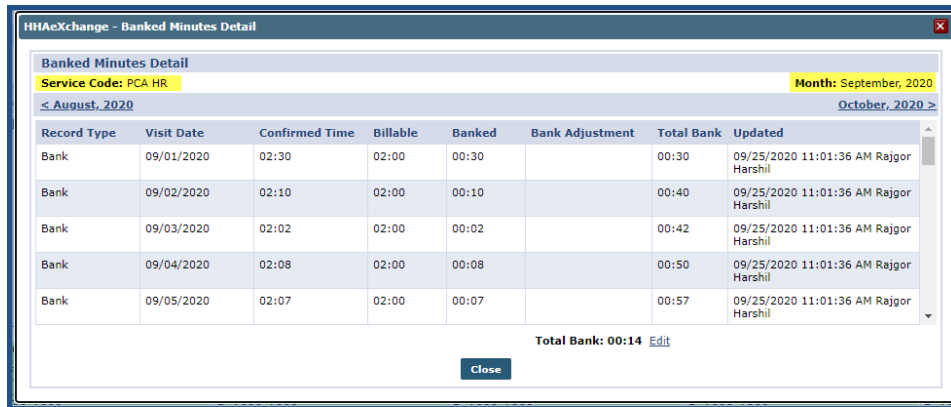 HHAeXchange - Banked Minutes Detail
Banked Minutes Detail
Service Code: PCA HR Month: September, 2020
< August, 2020 October, 2020 >
Record Type Visit Date Confirmed Time Billable Banked Bank Adjustment Total Bank Updated
Bank 09/01/2020 02:30 02:00 00:30 00:30 09/25/2020 11:01:36 AM Rajgor
Harshil
Bank 09/02/2020 02:10 02:00 00:10 00:40 09/25/2020 11:01:36 AM Rajgor
Harshil
Bank 09/03/2020 02:02 02:00 00:02 00:42 09/25/2020 11:01:36 AM Rajgor
Harshil
Bank 09/04/2020 02:08 02:00 00:08 00:50 09/25/2020 11:01:36 AM Rajgor
Harshil
Bank 09/05/2020 02:07 02:00 00:07 00:57 09/25/2020 11:01:36 AM Rajgor
Harshil
Total Bank: 00:14 Edit
Close